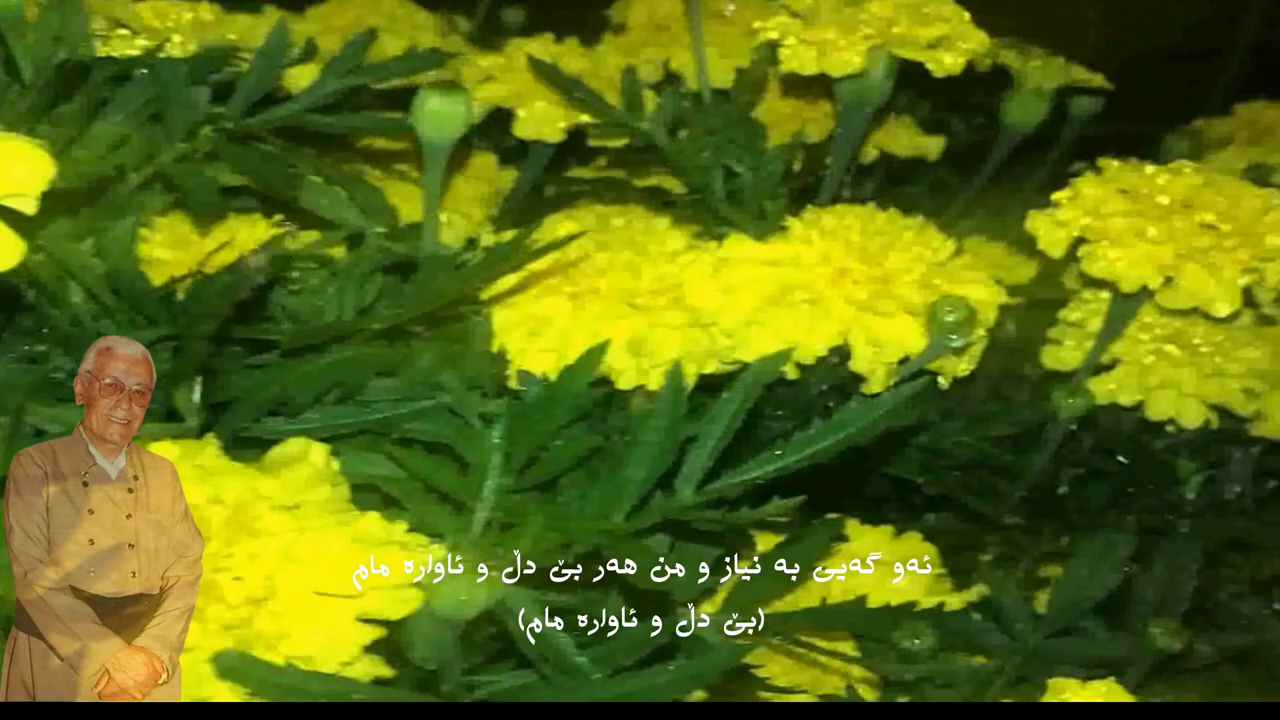 ئەو گەیی بە نیاز و من هەر بێ دڵ و ئاوارە مام
(بێ دڵ و ئاوارە مام)